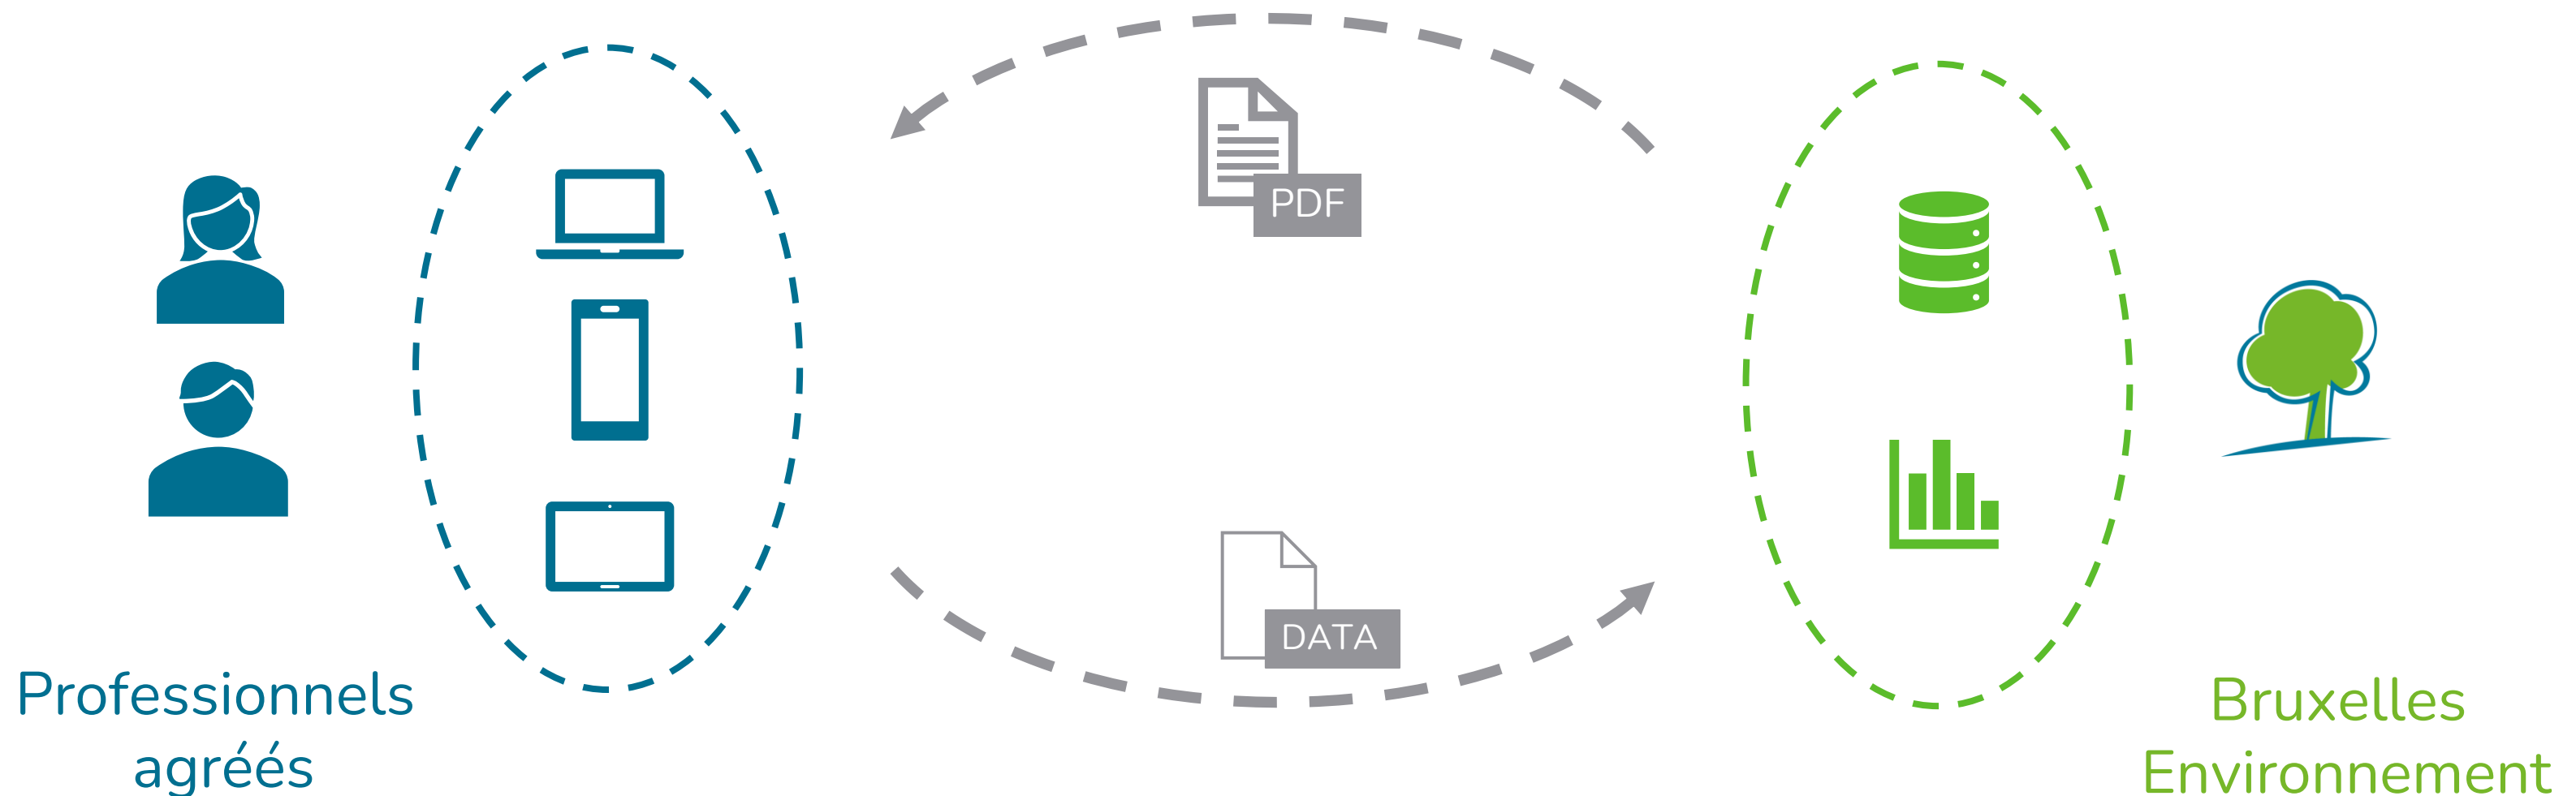 PDF
DATA
Professionnels
agréés
Bruxelles
Environnement